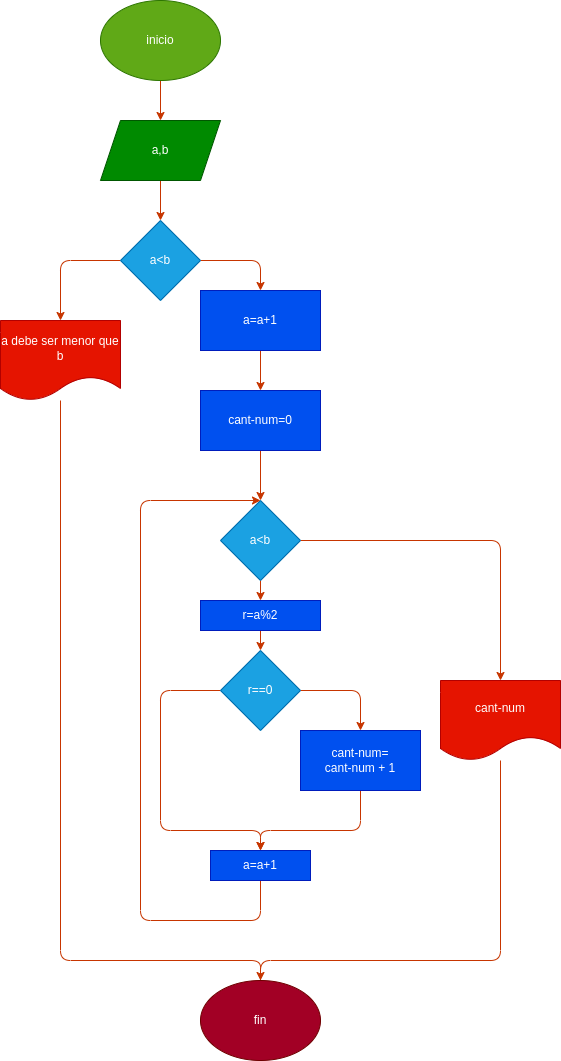 inicio
a,b
a<b
a=a+1
a debe ser menor que
b
cant-num=0
a<b
r=a%2
r==0
cant-num
cant-num=
cant-num + 1
a=a+1
fin